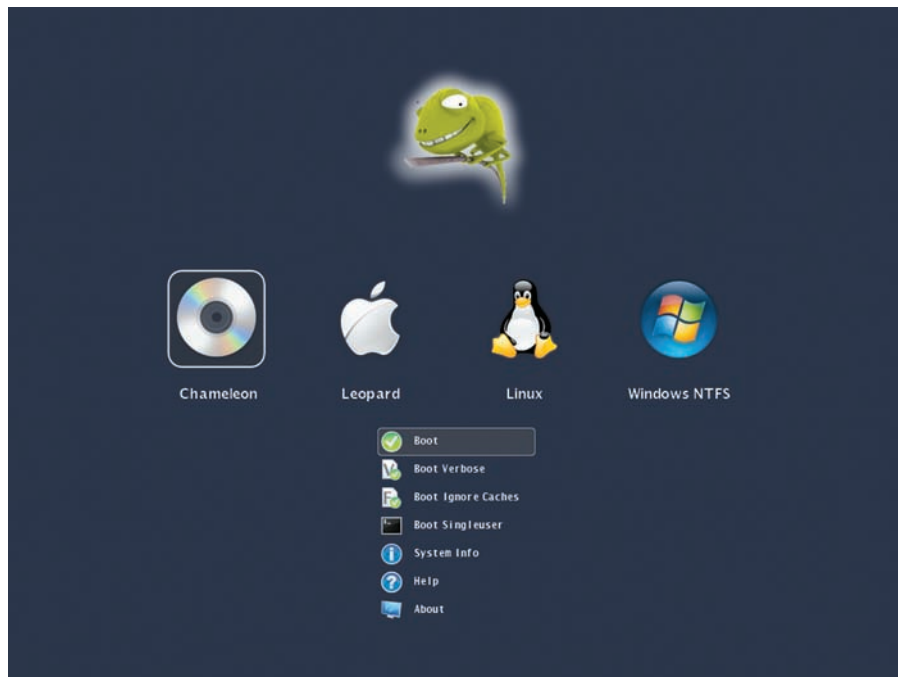 Chameleon Leopard Linux Windows NTFS
Boot
Boot Verbose
Boot Ignore Caches
Boot Singleuser
System Info
Help
About